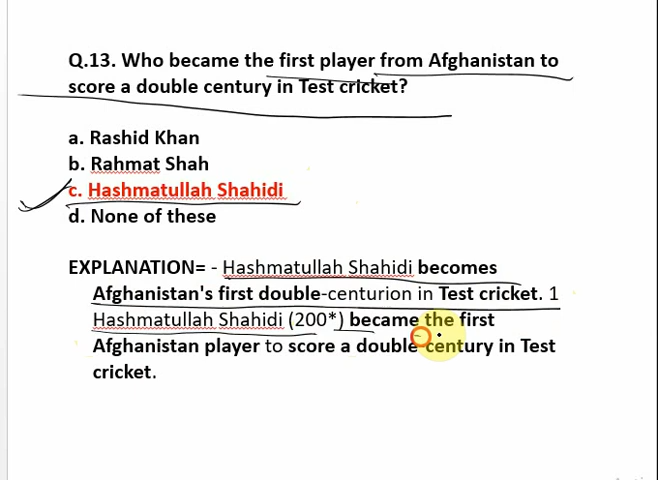 Q.13. Who became the first player from Afghanistan to
score a double century in Test cricket?
a. Rashid Khan
b. Rahmat Shah
c. Hashmatullah Shahidi
d. None of these
EXPLANATION= - Hashmatullah Shahidi becomes
Afghanistan's first double-centurion in Test cricket. 1
Hashmatullah Shahidi (200*) became the first
Afghanistan player to score a double century in Test
cricket.